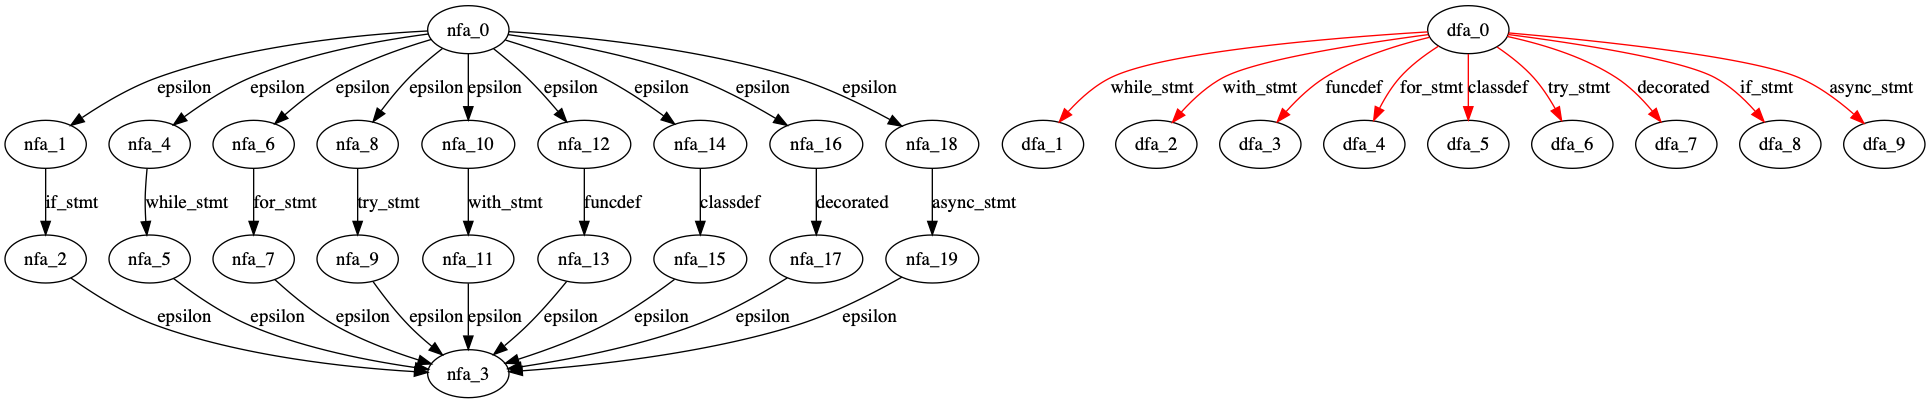 nfa_0 dfa_0
epsilon epsilon epsilon epsilon epsilon epsilon epsilon epsilon epsilon while_stmt with_stmt funcdef for_stmt classdef try_stmt decorated if_stmt async_stmt
nfa_1 nfa_4 nfa_6 nfa_8 nfa_10 nfa_12 nfa_14 nfa_16 nfa_18 dfa_1 dfa_2 dfa_3 dfa_4 dfa_5 dfa_6 dfa_7 dfa_8 dfa_9
if_stmt while_stmt for_stmt try_stmt with_stmt funcdef classdef decorated async_stmt
nfa_2 nfa_5 nfa_7 nfa_9 nfa_11 nfa_13 nfa_15 nfa_17 nfa_19
epsilon epsilon epsilon epsilon epsilon epsilon epsilon epsilon epsilon
nfa_3